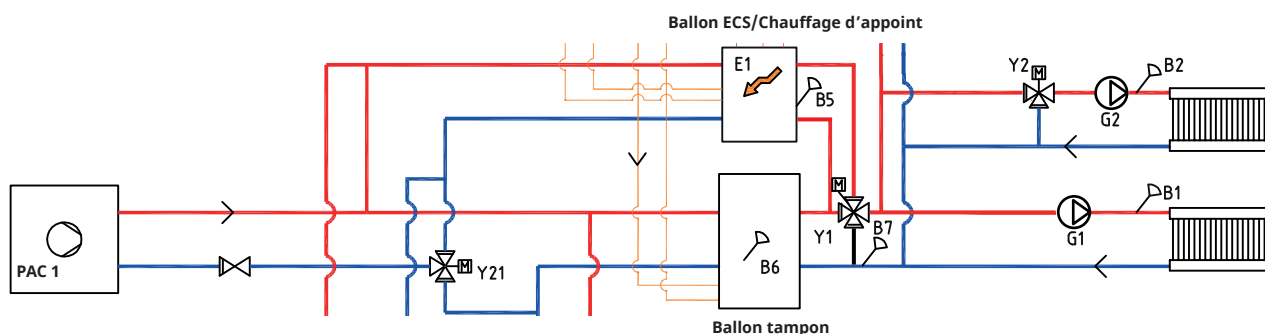 Ballon ECS/Chauffage d’appoint
E1
B5
Y2
M
B2
G2
PAC 1
M
Y21
B6
M
Y1
B7
B1
G1
Ballon tampon